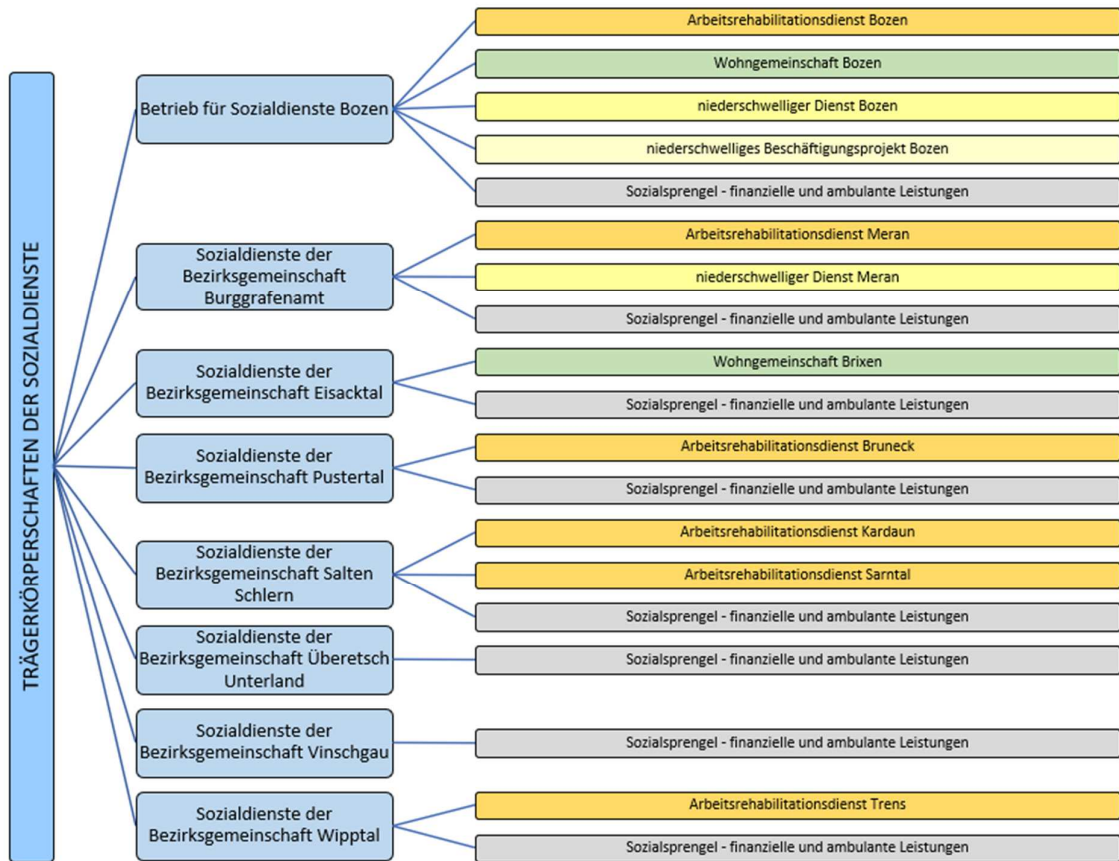 TRÄGERKÖRPERSCHAFTEN DER SOZIALDIENSTE
Betrieb für Sozialdienste Bozen
Arbeitsrehabilitationsdienst Bozen
Wohngemeinschaft Bozen
niederschwelliger Dienst Bozen
niederschwelliges Beschäftigungsprojekt Bozen
Sozialsprengel - finanzielle und ambulante Leistungen
Sozialdienste der
Bezirksgemeinschaft
Burggrafenamt
Arbeitsrehabilitationsdienst Meran
niederschwelliger Dienst Meran
Sozialsprengel - finanzielle und ambulante Leistungen
Sozialdienste der
Bezirksgemeinschaft Eisacktal
Wohngemeinschaft Brixen
Sozialsprengel - finanzielle und ambulante Leistungen
Sozialdienste der
Bezirksgemeinschaft Pustertal
Arbeitsrehabilitationsdienst Bruneck
Sozialsprengel - finanzielle und ambulante Leistungen
Sozialdienste der
Bezirksgemeinschaft Salten
Schlern
Arbeitsrehabilitationsdienst Kardaun
Arbeitsrehabilitationsdienst Sarntal
Sozialsprengel - finanzielle und ambulante Leistungen
Sozialdienste der
Bezirksgemeinschaft Überetsch
Unterland
Sozialsprengel - finanzielle und ambulante Leistungen
Sozialdienste der
Bezirksgemeinschaft Vinschgau
Sozialsprengel - finanzielle und ambulante Leistungen
Sozialdienste der
Bezirksgemeinschaft Wipptal
Arbeitsrehabilitationsdienst Trens
Sozialsprengel - finanzielle und ambulante Leistungen